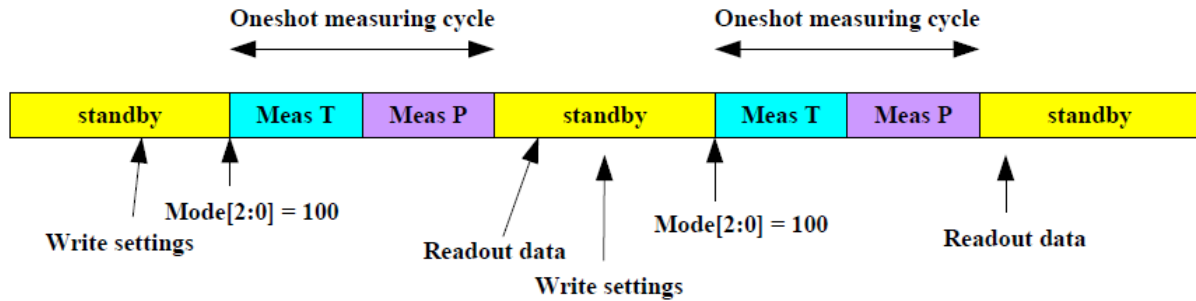 Oneshot measuring cycle
Oneshot measuring cycle
standby
Meas T
Meas P
standby
Meas T
Meas P
standby
Mode[2:0] = 100
Write settings
Readout data
Write settings
Mode[2:0] = 100
Readout data